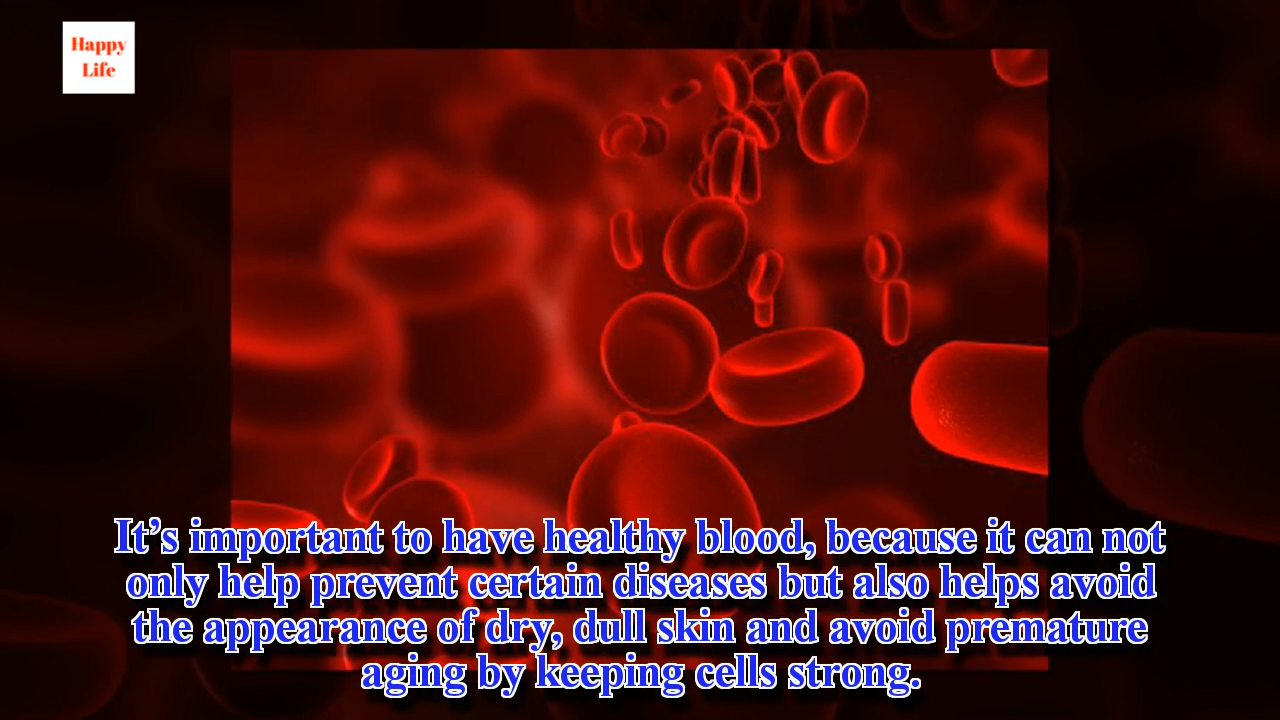 Happy
Life
It’s important to have healthy blood, because it can not
only help prevent certain diseases but also helps avoid
the appearance of dry, dull skin and avoid premature
aging by keeping cells strong.